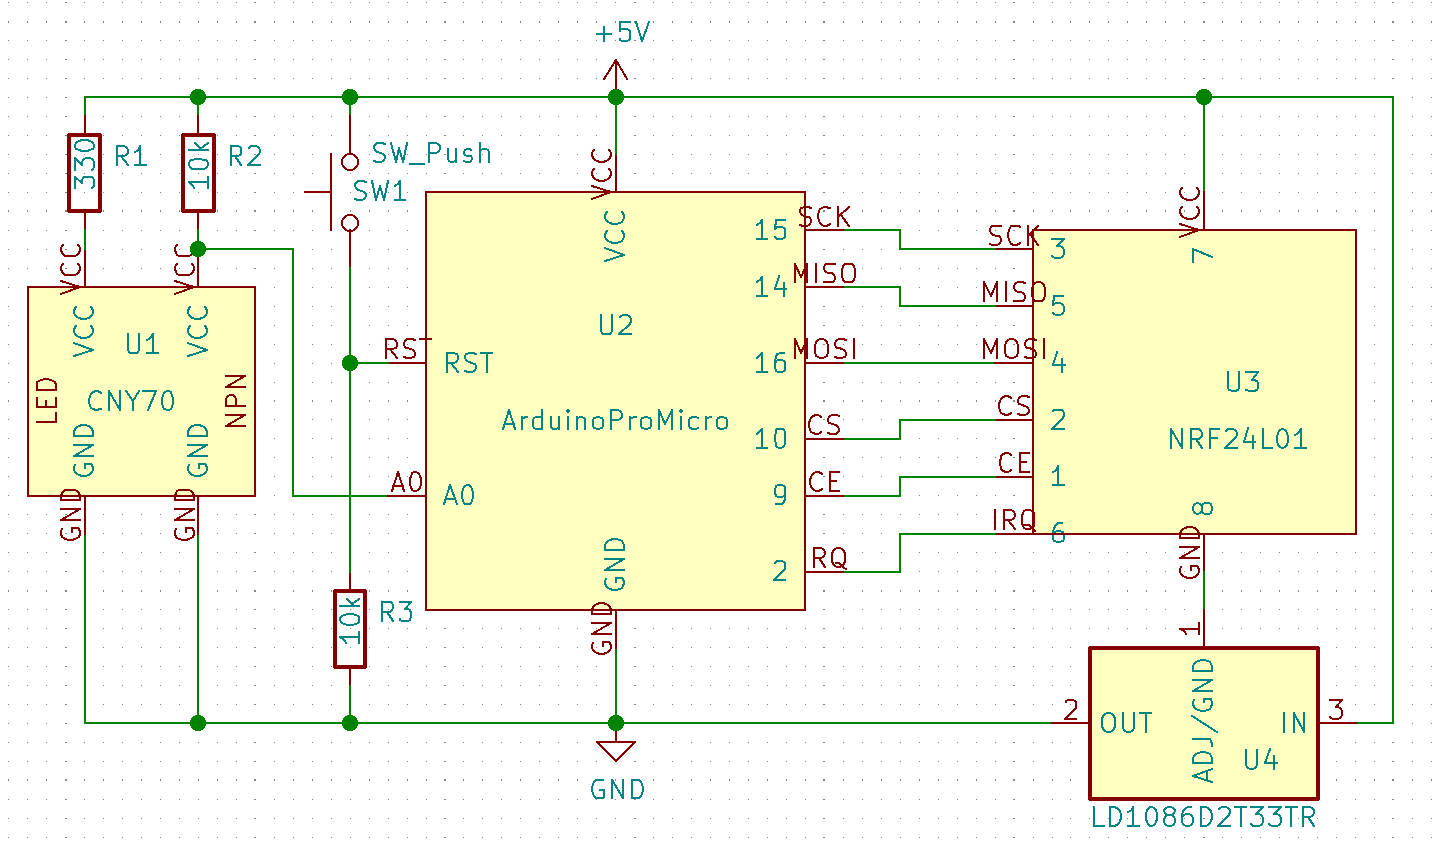 +5V
330
R1
10k
R2
SW_Push
SW1
VCC
VCC
VCC
VCC
VCC
VCC
U1
LED
CNY70
NPN
GND
GND
GND
GND
VCC
RST
RST
U2
ArduinoProMicro
A0
A0
15
SCK
14
MISO
16
MOSI
10
CS
9
CE
2
RQ
GND
GND
10k
R3
GND
VCC
7
SCK
3
MISO
5
MOSI
4
CS
2
CE
1
IRQ
6
U3
NRF24L01
8
GND
1
2
OUT
ADJ/GND
IN
3
U4
LD1086D2T33TR